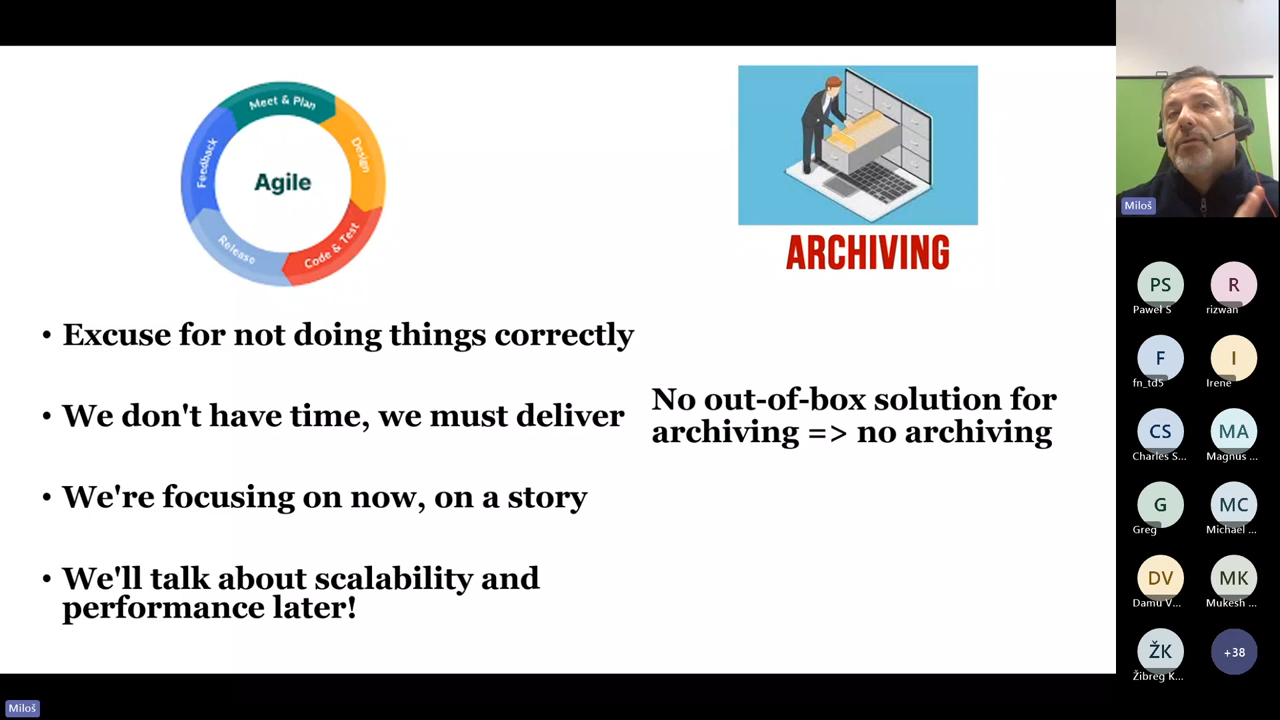 Meet & Plan
Design
Code & Test
Release
Feedback
Agile
ARCHIVING
• Excuse for not doing things correctly
• We don't have time, we must deliver
• We're focusing on now, on a story
• We'll talk about scalability and
performance later!
No out-of-box solution for
archiving => no archiving
Miloš
PS
Paweł S
R
rizwan
F
fn_td5
I
Irene
CS
Charles S...
MA
Magnus ...
G
Greg
MC
Michael ...
DV
Damu V...
MK
Mukesh ...
ŽK
Žibreg K...
+38
Miloš